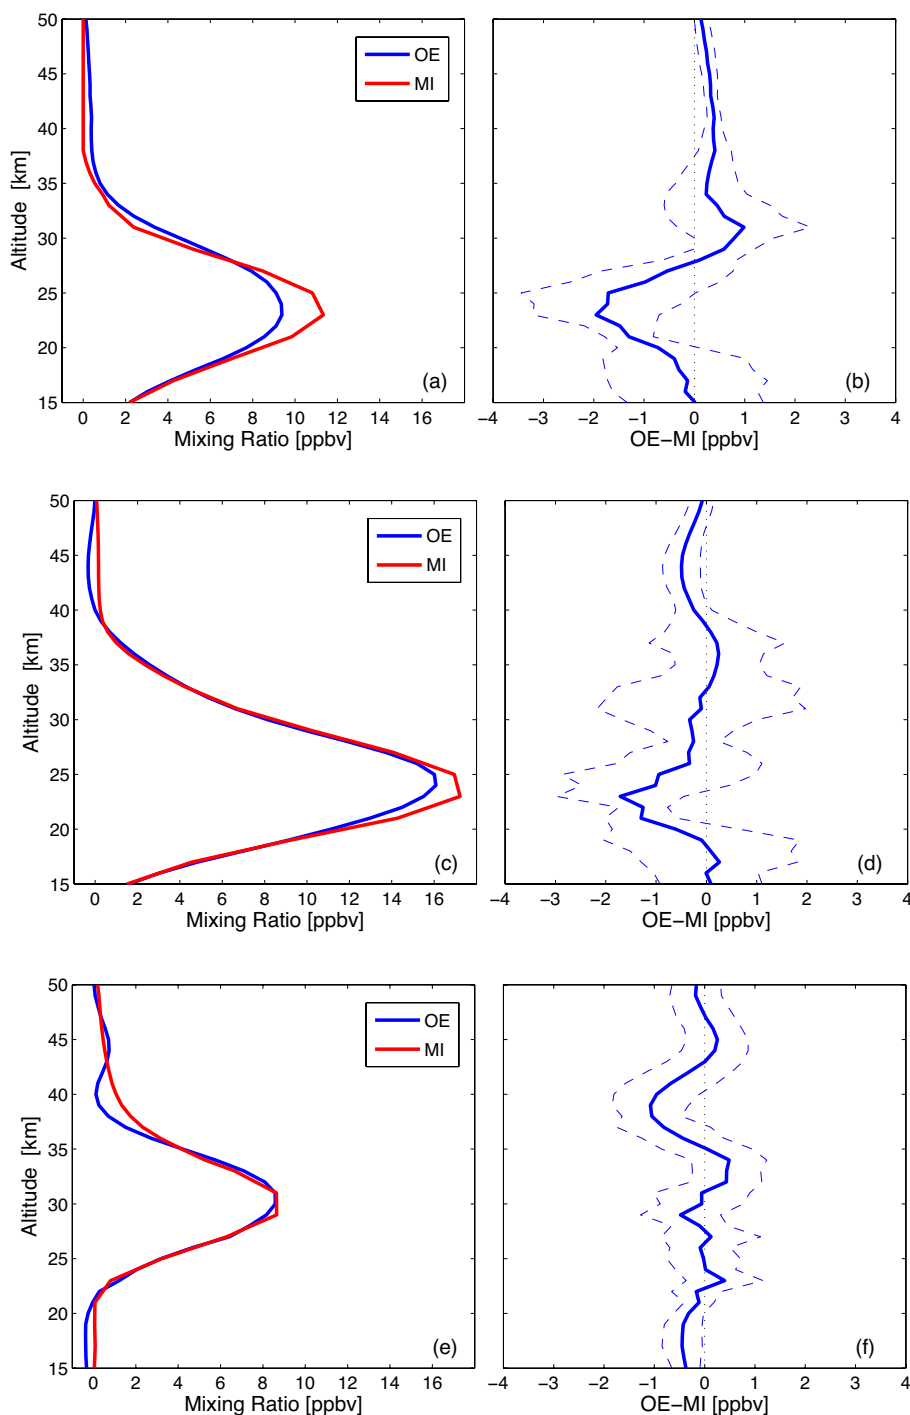 50
45
40
35
30
25
20
15
Altitude [km]
OE
MI
(a)
0 2 4 6 8 10 12 14 16
Mixing Ratio [ppbv]
(b)
−4 −3 −2 −1 0 1 2 3 4
OE−MI [ppbv]
50
45
40
35
30
25
20
15
Altitude [km]
OE
MI
(c)
0 2 4 6 8 10 12 14 16
Mixing Ratio [ppbv]
(d)
−4 −3 −2 −1 0 1 2 3 4
OE−MI [ppbv]
50
45
40
35
30
25
20
15
Altitude [km]
OE
MI
(e)
0 2 4 6 8 10 12 14 16
Mixing Ratio [ppbv]
(f)
−4 −3 −2 −1 0 1 2 3 4
OE−MI [ppbv]